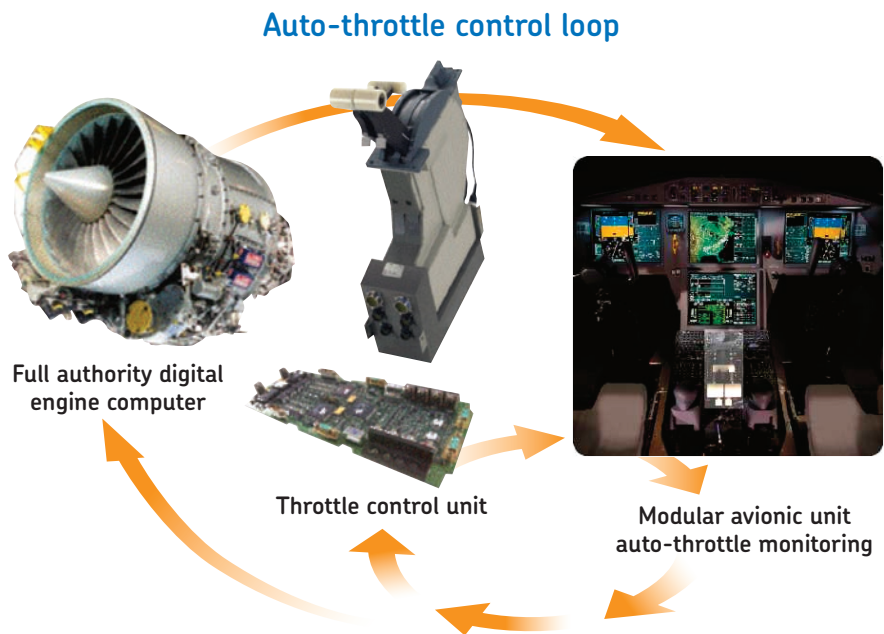 Auto-throttle control loop
Full authority digital
engine computer
Throttle control unit
Modular avionic unit
auto-throttle monitoring